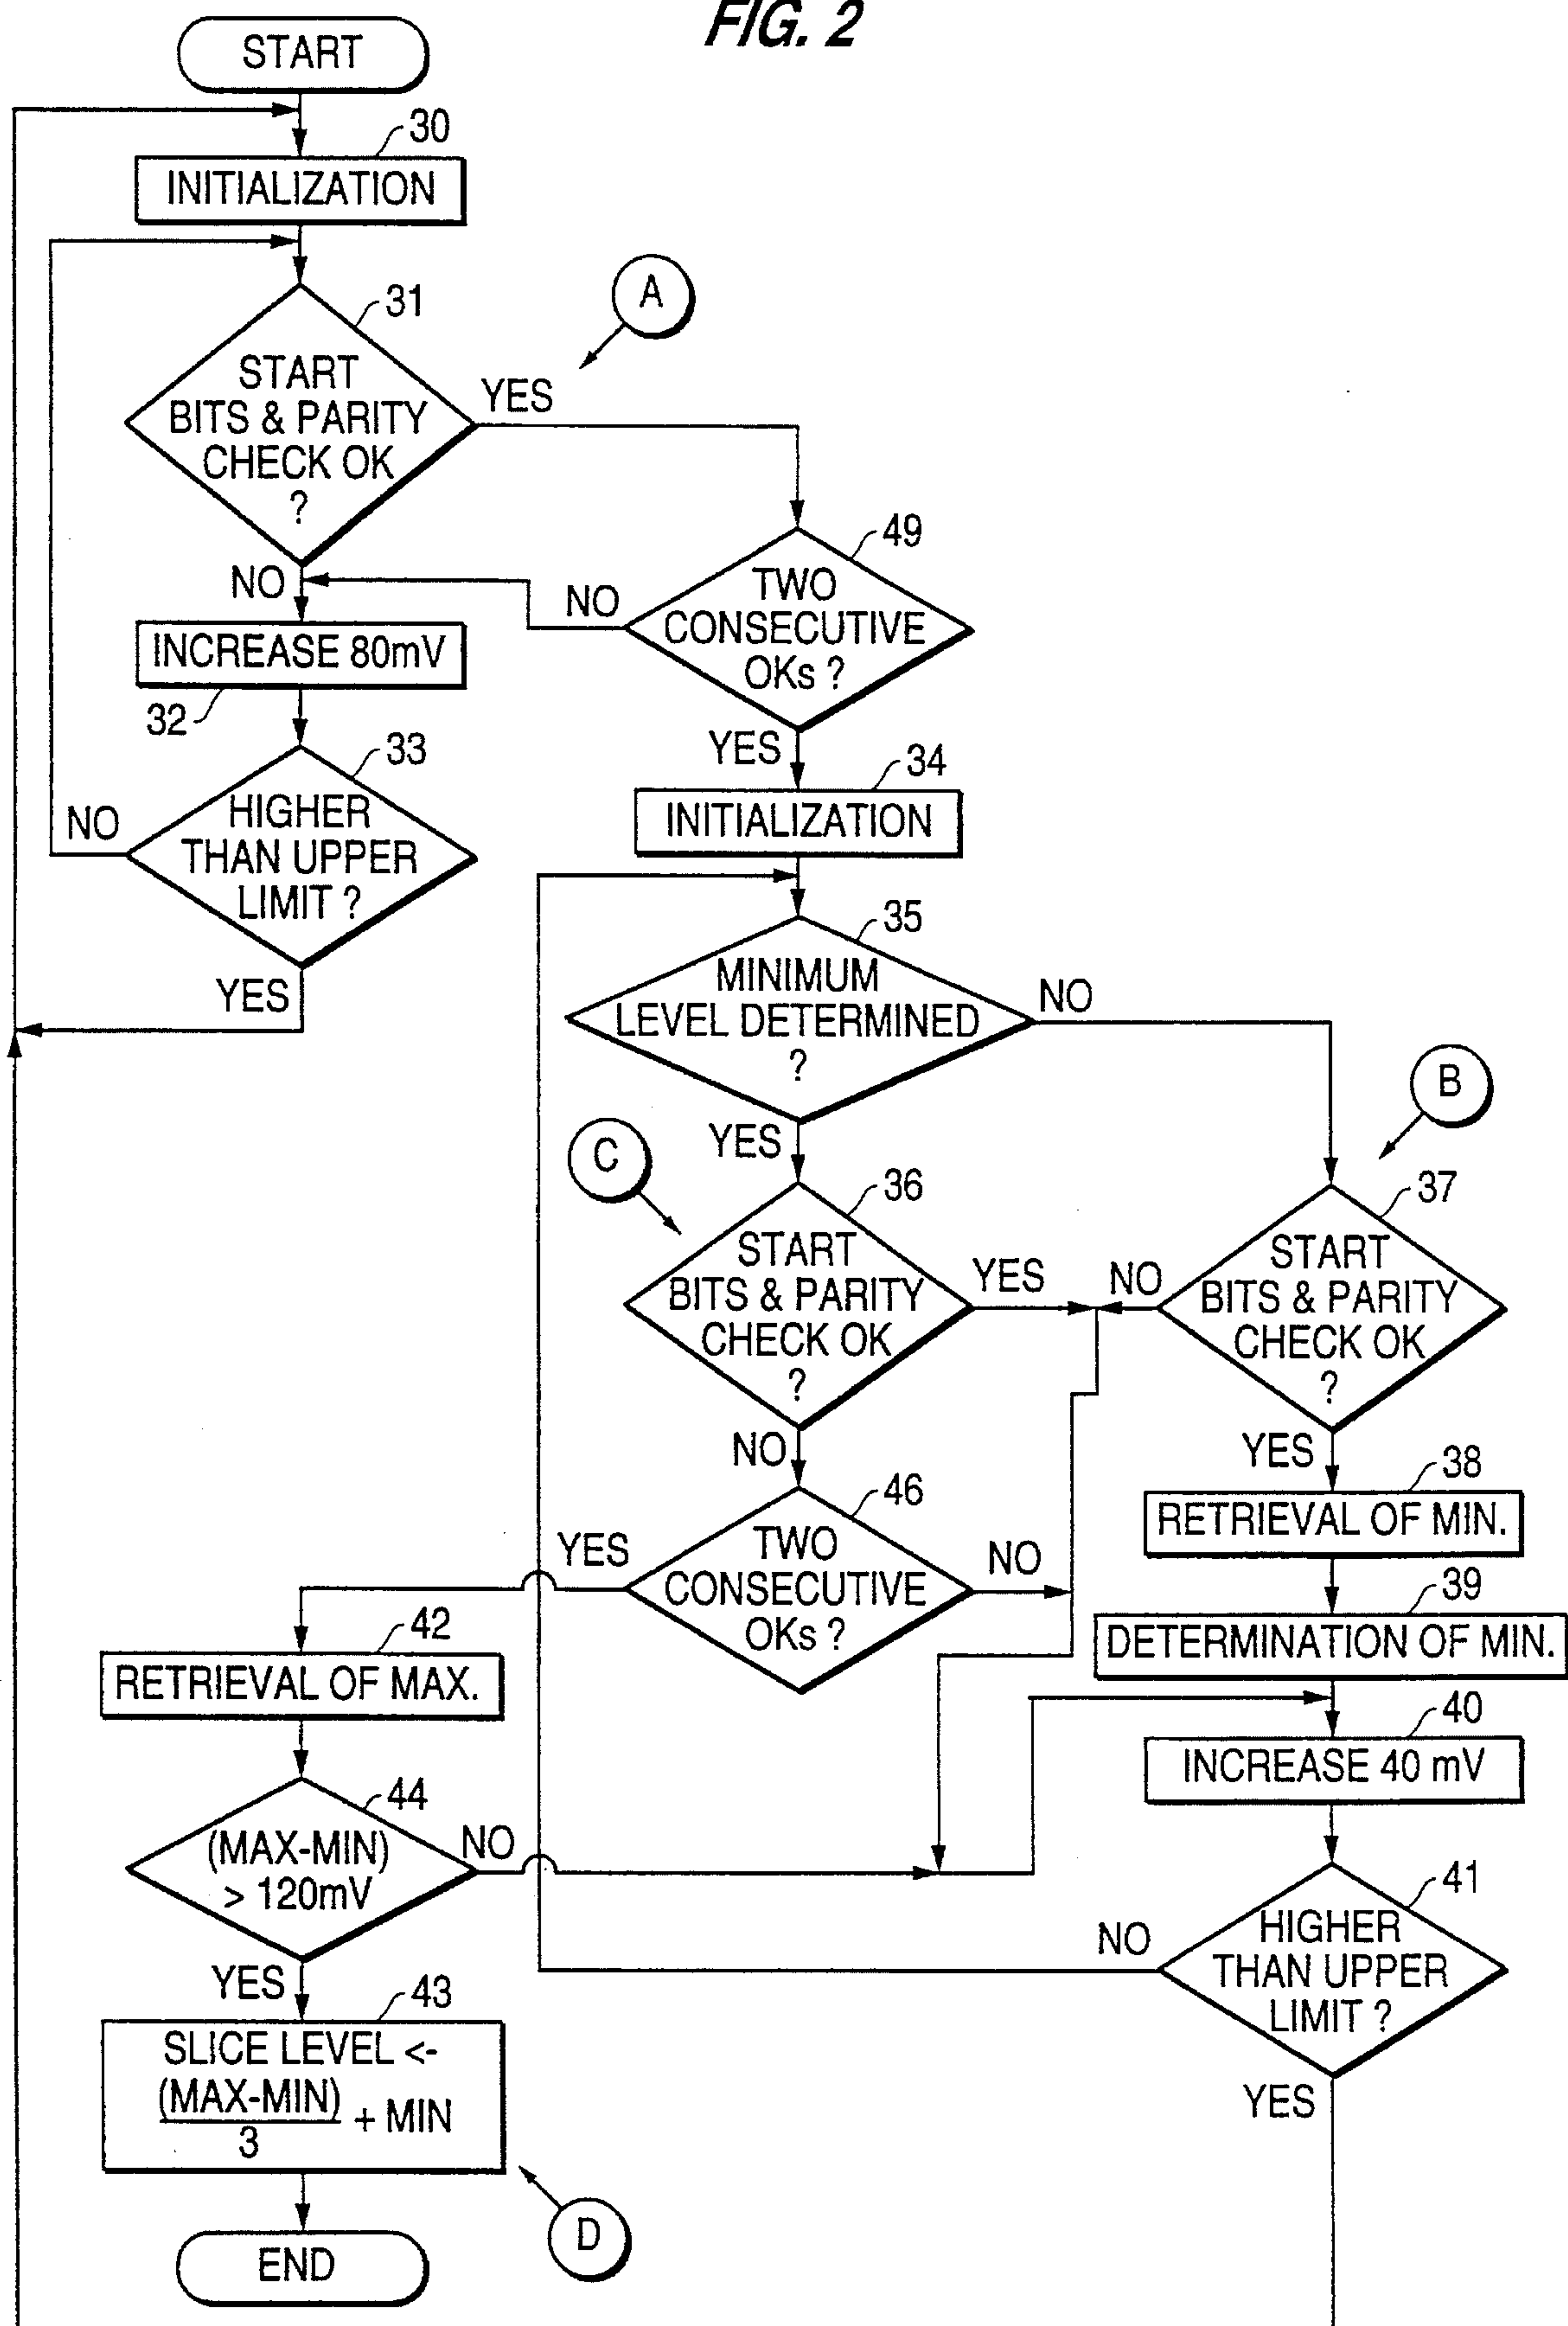 FIG. 2
START
30
INITIALIZATION
31
A
START
BITS & PARITY
CHECK OK
?
YES
NO
49
TWO
CONSECUTIVE
OKs ?
NO
INCREASE 80mV
32
YES
33
HIGHER
THAN UPPER
LIMIT ?
NO
YES
34
INITIALIZATION
35
MINIMUM
LEVEL DETERMINED
?
NO
YES
B
C
36
START
BITS & PARITY
CHECK OK
?
YES
NO
37
START
BITS & PARITY
CHECK OK
?
NO
YES
38
RETRIEVAL OF MIN.
46
TWO
CONSECUTIVE
OKs ?
YES
NO
39
DETERMINATION OF MIN.
42
RETRIEVAL OF MAX.
40
INCREASE 40 mV
44
(MAX-MIN)
> 120mV
NO
YES
41
HIGHER
THAN UPPER
LIMIT ?
NO
YES
43
SLICE LEVEL <-
(MAX-MIN)
+ MIN
3
D
END